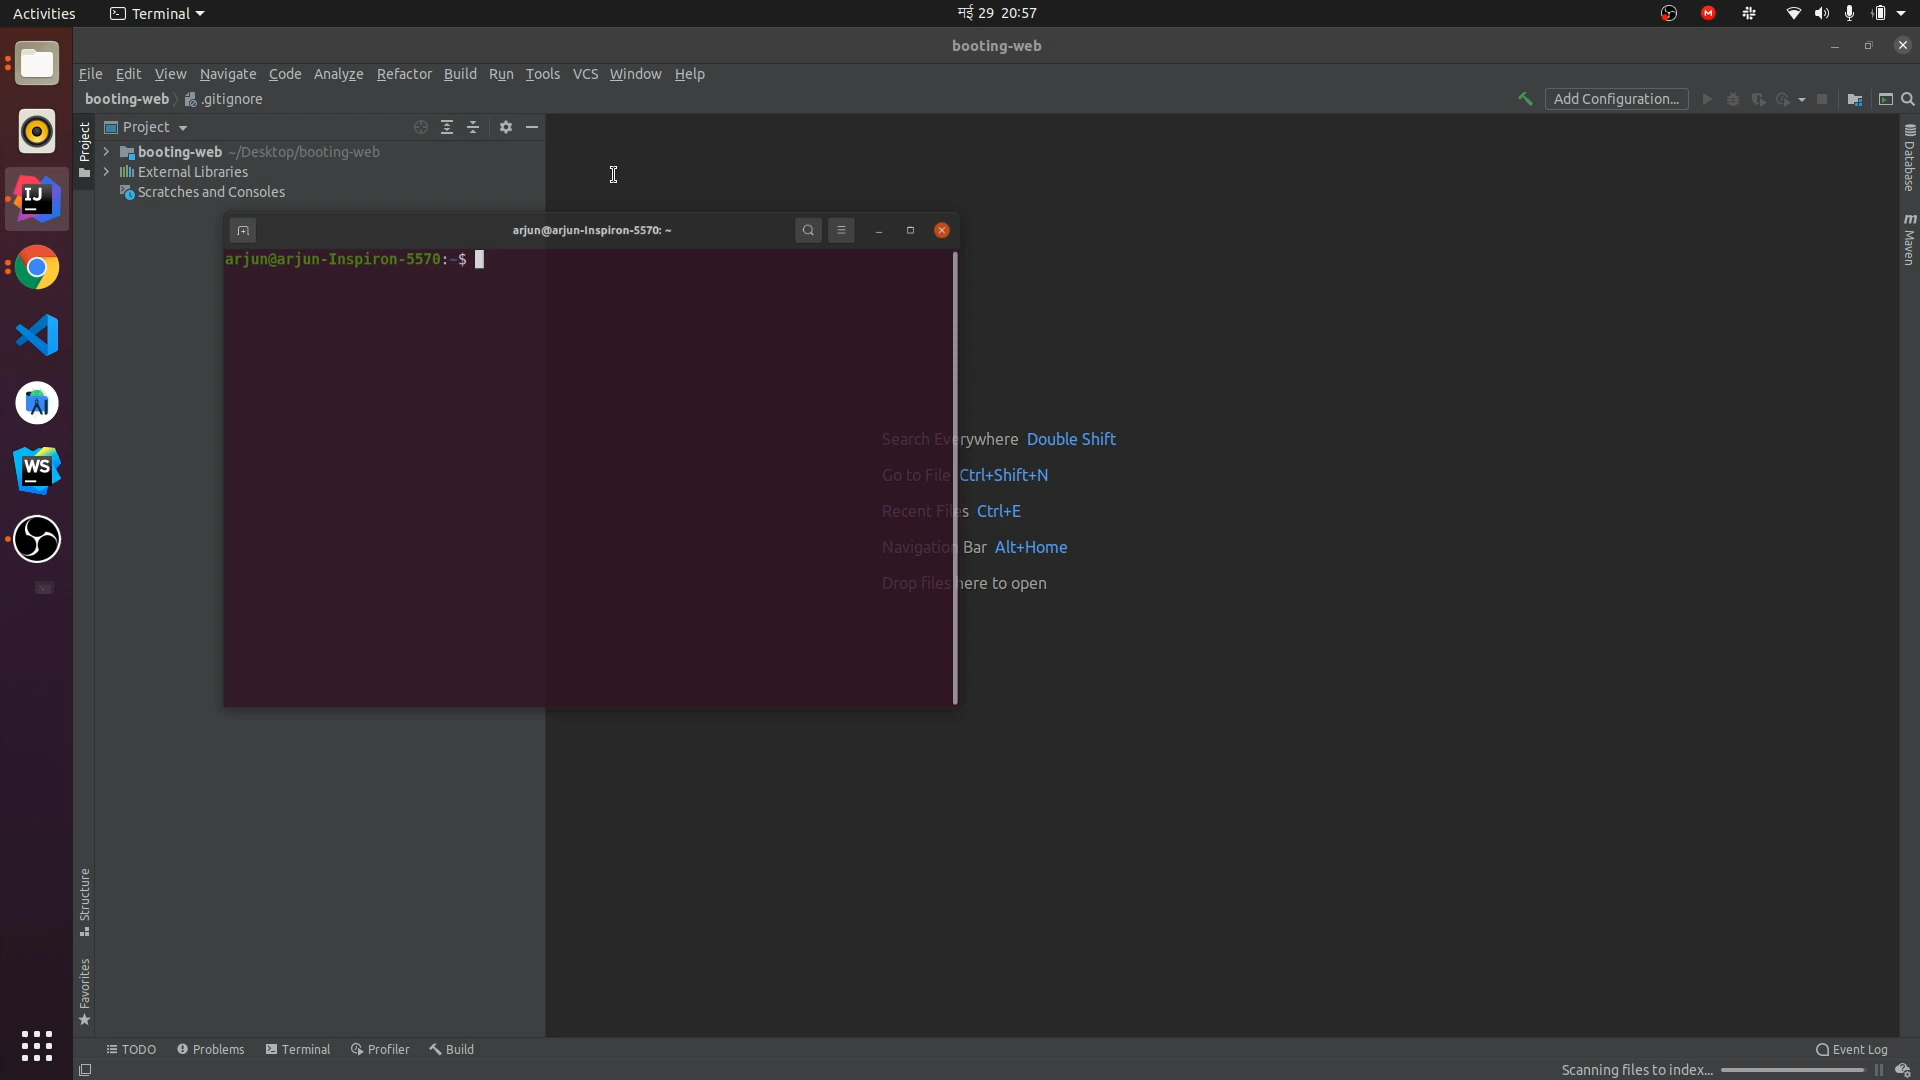 Activities Terminal मई 29 20:57
booting-web
File Edit View Navigate Code Analyze Refactor Build Run Tools VCS Window Help
booting-web .gitignore Add Configuration...
Project Project
booting-web ~/Desktop/booting-web
External Libraries
Scratches and Consoles
Database
Maven
IJ
WS
arjun@arjun-Inspiron-5570: ~
arjun@arjun-Inspiron-5570:~$
Search Everywhere Double Shift
Go to File Ctrl+Shift+N
Recent Files Ctrl+E
Navigation Bar Alt+Home
Drop files here to open
Structure
Favorites
TODO Problems Terminal Profiler Build Event Log
Scanning files to index...